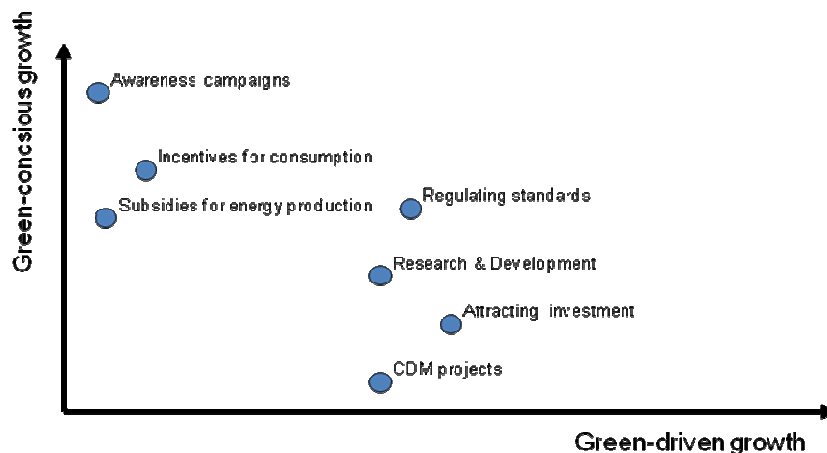 Green-concsious growth
Awareness campaigns
Incentives for consumption
Subsidies for energy production
Regulating standards
Research & Development
Attracting investment
CDM projects
Green-driven growth